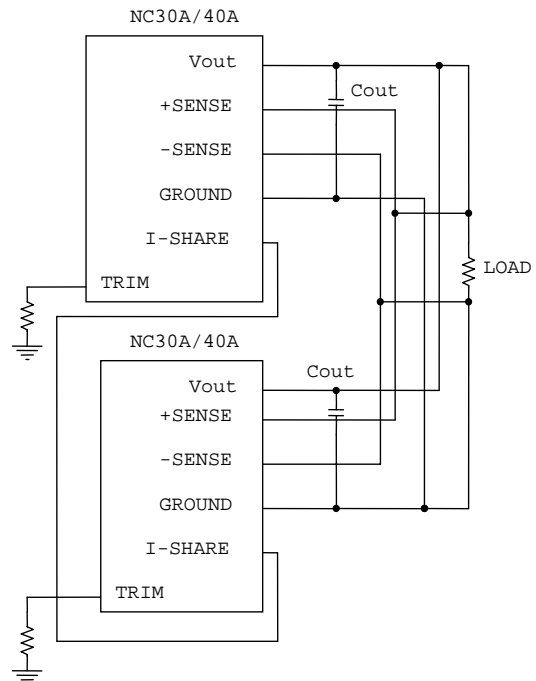 NC30A/40A
Vout
Cout
+SENSE
-SENSE
GROUND
I-SHARE
LOAD
TRIM
NC30A/40A
Cout
Vout
+SENSE
-SENSE
GROUND
I-SHARE
TRIM